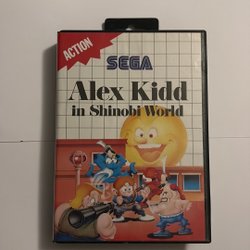 ACTION
SEGA
Alex Kidd
in Shinobi World